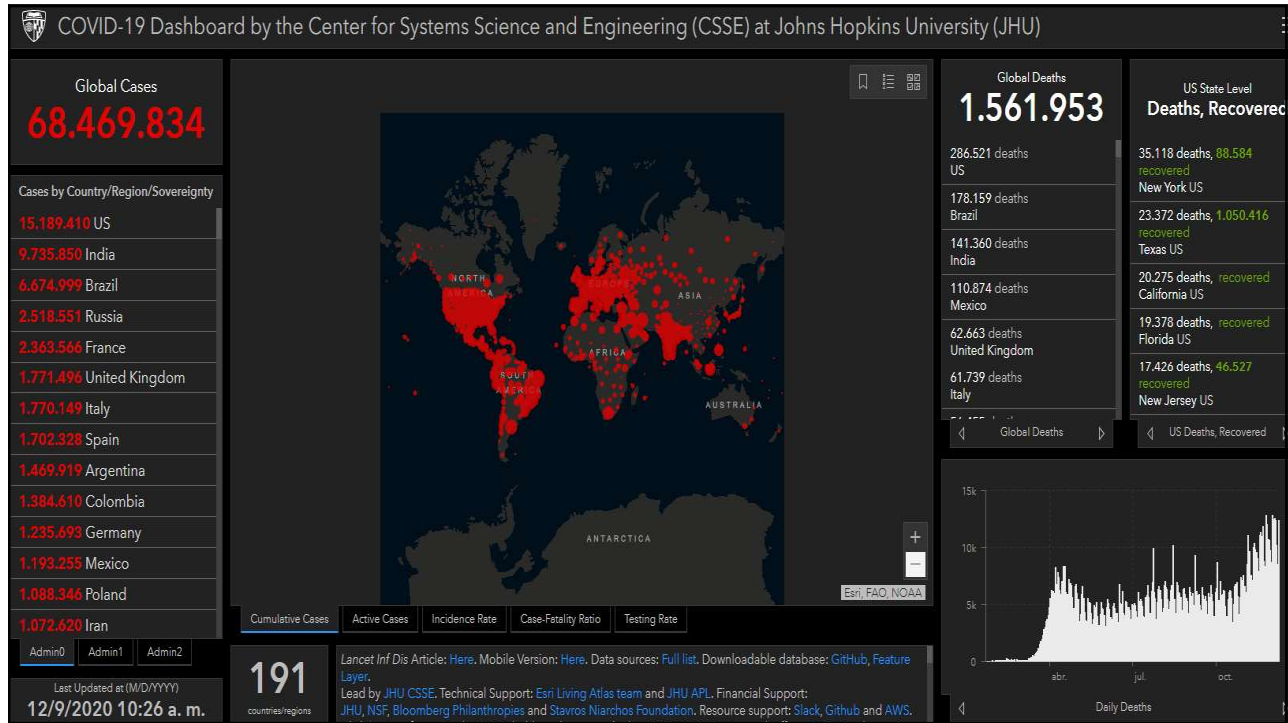 COVID-19 Dashboard by the Center for Systems Science and Engineering (CSSE) at Johns Hopkins University (JHU)
Global Cases
68.469.834
Cases by Country/Region/Sovereignty
15.189.410 US
9.735.850 India
6.674.999 Brazil
2.518.551 Russia
2.363.566 France
1.771.496 United Kingdom
1.770.149 Italy
1.702.328 Spain
1.469.919 Argentina
1.384.610 Colombia
1.235.693 Germany
1.193.255 Mexico
1.088.346 Poland
1.072.620 Iran
Admin0
Admin1
Admin2
Last Updated at (M/D/YYYY)
12/9/2020 10:26 a. m.
NORTH
AMERICA
EUROPE
ASIA
AFRICA
SOUTH
AMERICA
AUSTRALIA
ANTARCTICA
+
−
Esri, FAO, NOAA
Cumulative Cases
Active Cases
Incidence Rate
Case-Fatality Ratio
Testing Rate
191
countries/regions
Lancet Inf Dis Article: Here. Mobile Version: Here. Data sources: Full list. Downloadable database: GitHub, Feature
Layer.
Lead by JHU CSSE. Technical Support: Esri Living Atlas team and JHU APL. Financial Support:
JHU, NSF, Bloomberg Philanthropies and Stavros Niarchos Foundation. Resource support: Slack, Github and AWS.
Global Deaths
1.561.953
286.521 deaths
US
178.159 deaths
Brazil
141.360 deaths
India
110.874 deaths
Mexico
62.663 deaths
United Kingdom
61.739 deaths
Italy
Global Deaths
US State Level
Deaths, Recovered
35.118 deaths, 88.584
recovered
New York US
23.372 deaths, 1.050.416
recovered
Texas US
20.275 deaths, recovered
California US
19.378 deaths, recovered
Florida US
17.426 deaths, 46.527
recovered
New Jersey US
US Deaths, Recovered
15k
10k
5k
0
abr.
jul.
oct.
Daily Deaths